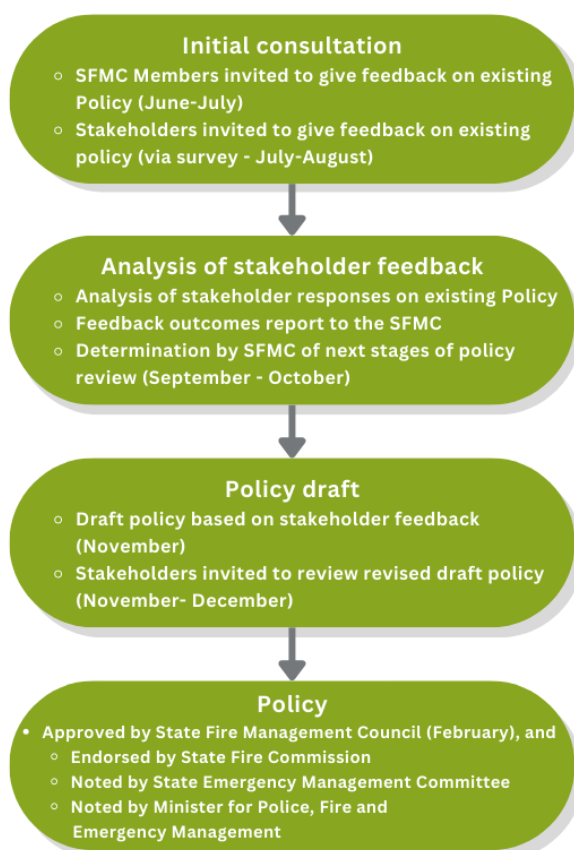 Initial consultation
SFMC Members invited to give feedback on existing
Policy (June-July)
Stakeholders invited to give feedback on existing
policy (via survey - July-August)
Analysis of stakeholder feedback
Analysis of stakeholder responses on existing Policy
Feedback outcomes report to the SFMC
Determination by SFMC of next stages of policy
review (September - October)
Policy draft
Draft policy based on stakeholder feedback
(November)
Stakeholders invited to review revised draft policy
(November- December)
Policy
Approved by State Fire Management Council (February), and
Endorsed by State Fire Commission
Noted by State Emergency Management Committee
Noted by Minister for Police, Fire and
Emergency Management